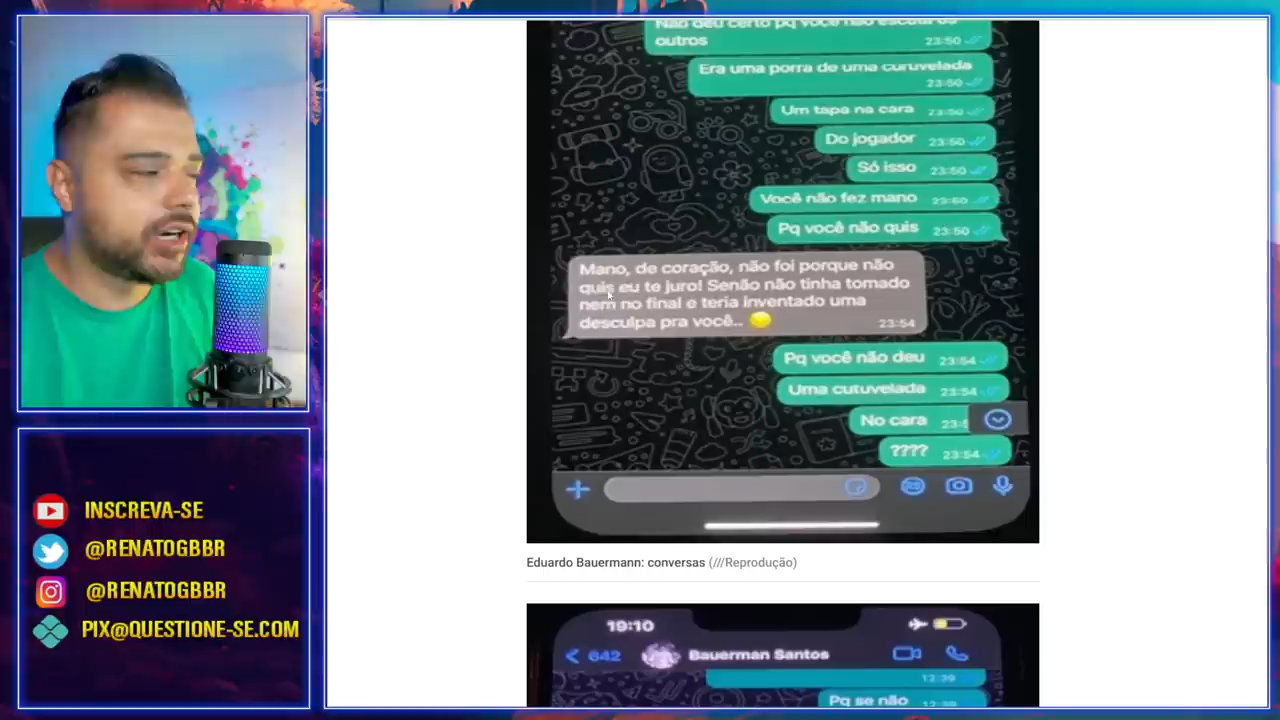 Não deu certo pq você não escuta os
outros
23:50
Era uma porra de uma cutuvelada
23:50
Um tapa na cara 23:50
Do jogador 23:50
Só isso 23:50
Você não fez mano 23:50
Pq você não quis 23:50
Mano, de coração, não foi porque não
quis eu te juro! Senão não tinha tomado
nem no final e teria inventado uma
desculpa pra você..
23:54
Pq você não deu 23:54
Uma cutuvelada 23:54
No cara
???? 23:54
Eduardo Bauermann: conversas (///Reprodução)
19:10
642 Bauerman Santos
Pq se não
INSCREVA-SE
@RENATOGBBR
@RENATOGBBR
PIX@QUESTIONE-SE.COM